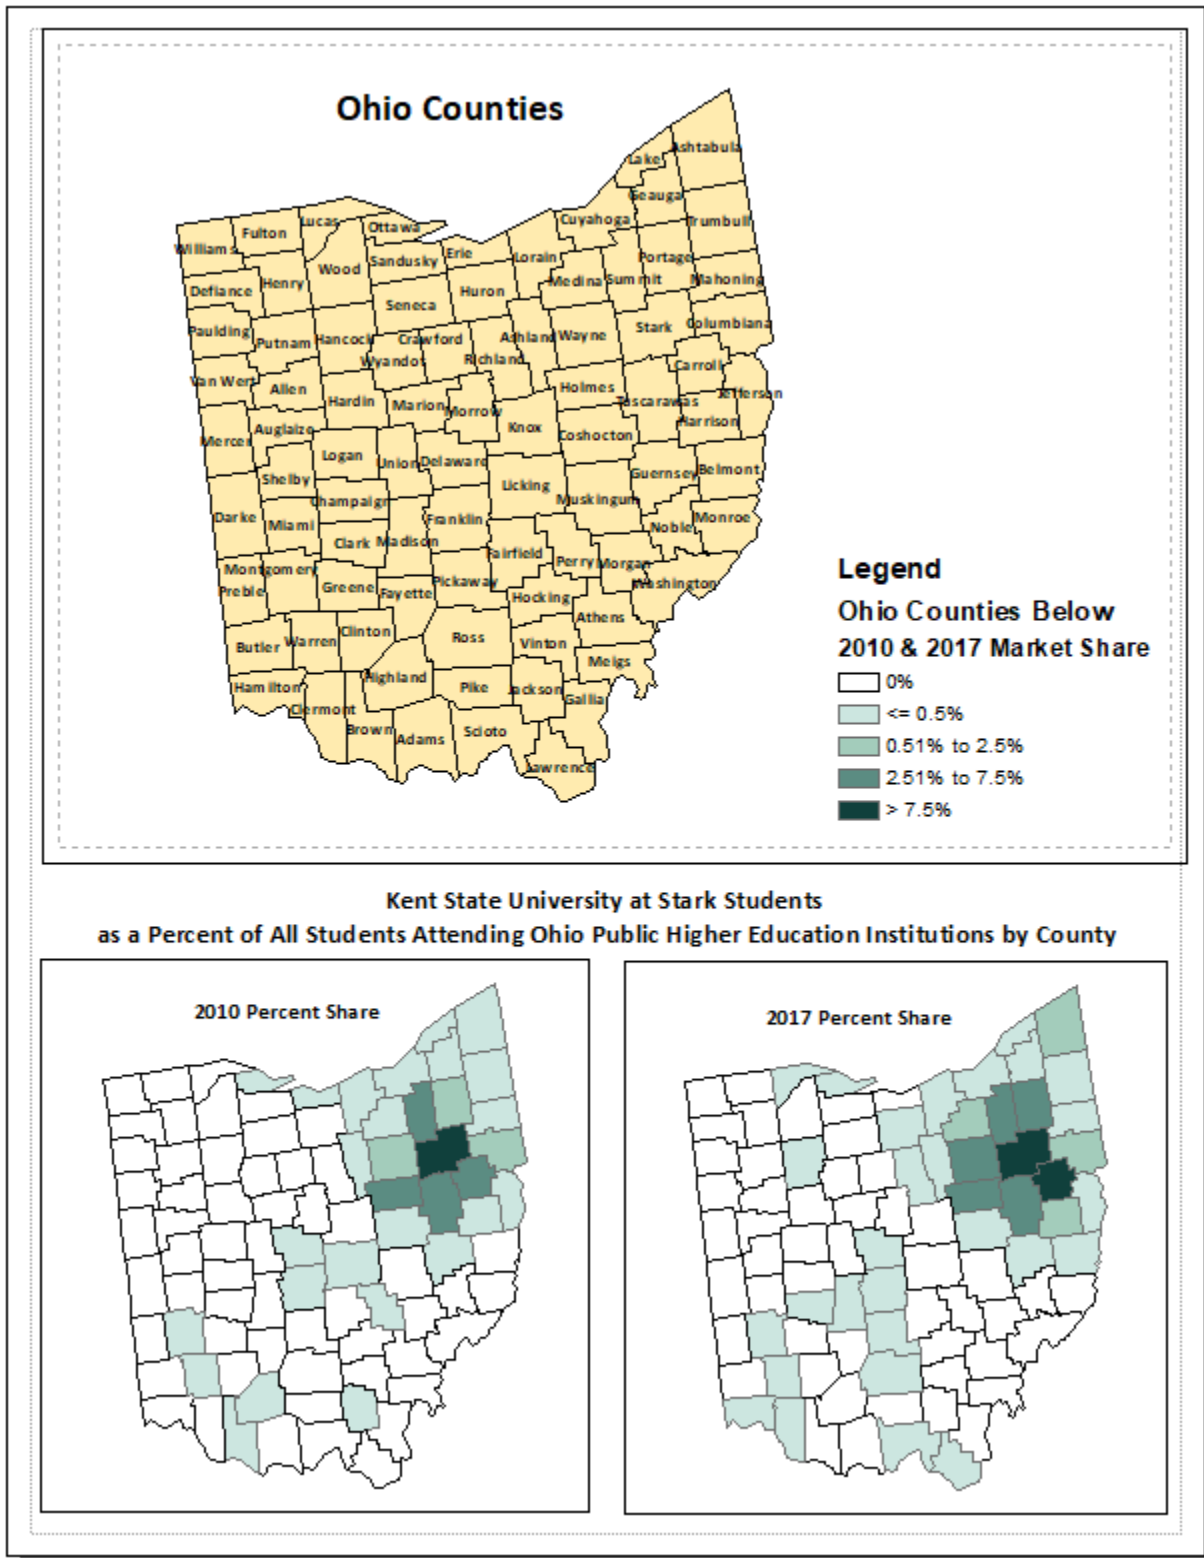 Ohio Counties
Ashtabula
Lake
Geauga
Cuyahoga
Trumbull
Lucas
Ottawa
Fulton
Williams
Wood
Sandusky
Erie
Lorain
Portage
Medina
Summit
Mahoning
Defiance
Henry
Huron
Seneca
Paulding
Putnam
Hancock
Crawford
Ashland
Wayne
Stark
Columbiana
Wyandot
Richland
Carroll
Van Wert
Allen
Holmes
Jefferson
Hardin
Marion
Morrow
Tuscarawas
Harrison
Mercer
Auglaize
Knox
Coshocton
Logan
Union
Delaware
Guernsey
Belmont
Shelby
Licking
Champaign
Muskingum
Darke
Miami
Franklin
Noble
Monroe
Clark
Madison
Fairfield
Perry
Morgan
Montgomery
Preble
Greene
Fayette
Pickaway
Hocking
Washington
Athens
Butler
Warren
Clinton
Ross
Vinton
Meigs
Hamilton
Highland
Pike
Jackson
Gallia
Clermont
Brown
Adams
Scioto
Lawrence
Legend
Ohio Counties Below
2010 & 2017 Market Share
0%
<= 0.5%
0.51% to 2.5%
2.51% to 7.5%
> 7.5%
Kent State University at Stark Students
as a Percent of All Students Attending Ohio Public Higher Education Institutions by County
2010 Percent Share
2017 Percent Share